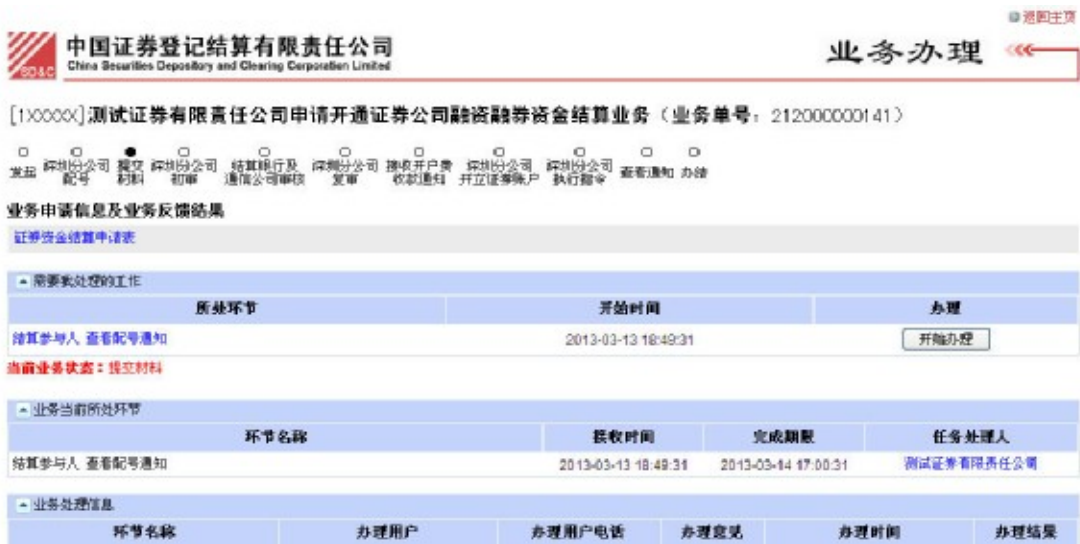 返回主页
中国证券登记结算有限责任公司
China Securities Depository and Clearing Corporation Limited
SD&C
业务办理
[1XXXXX]测试证券有限责任公司申请开通证券公司融资融券资金结算业务（业务单号：212000000141）
发起 深圳分公司配号 提交材料 深圳分公司初审 结算银行及通信公司审核 深圳分公司复审 接收开户费收款通知 深圳分公司开立证券账户 深圳分公司执行指令 查看通知 办结
业务申请信息及业务反馈结果
证券资金结算申请表
需要我处理的工作
所处环节 开始时间 办理
结算参与人 查看配号通知 2013-03-13 18:49:31 开始办理
当前业务状态：提交材料
业务当前所处环节
环节名称 接收时间 完成期限 任务处理人
结算参与人 查看配号通知 2013-03-13 18:49:31 2013-03-14 17:00:31 测试证券有限责任公司
业务处理信息
环节名称 办理用户 办理用户电话 办理意见 办理时间 办理结果